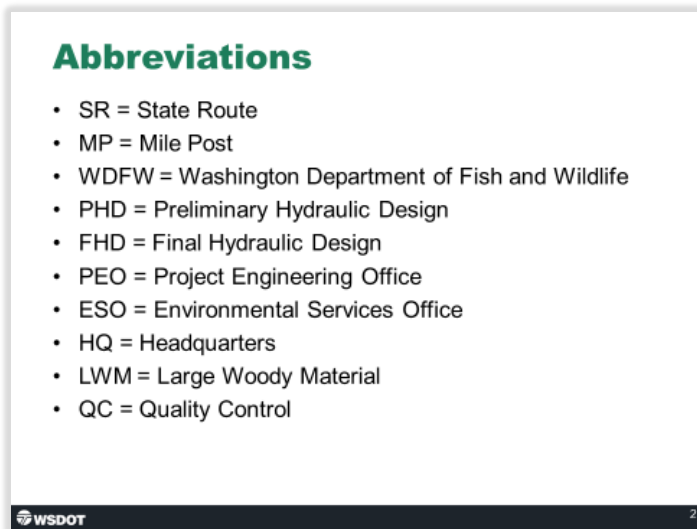 Abbreviations
• SR = State Route
• MP = Mile Post
• WDFW = Washington Department of Fish and Wildlife
• PHD = Preliminary Hydraulic Design
• FHD = Final Hydraulic Design
• PEO = Project Engineering Office
• ESO = Environmental Services Office
• HQ = Headquarters
• LWM = Large Woody Material
• QC = Quality Control
WSDOT
2